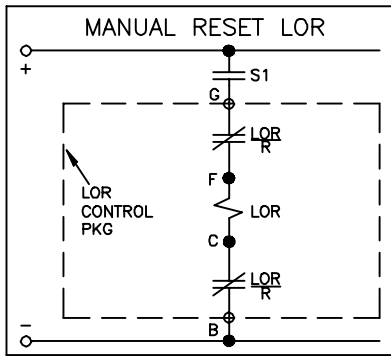 MANUAL RESET LOR
+
S1
G
LOR
R
F
LOR
LOR
CONTROL
PKG
C
LOR
R
B
−